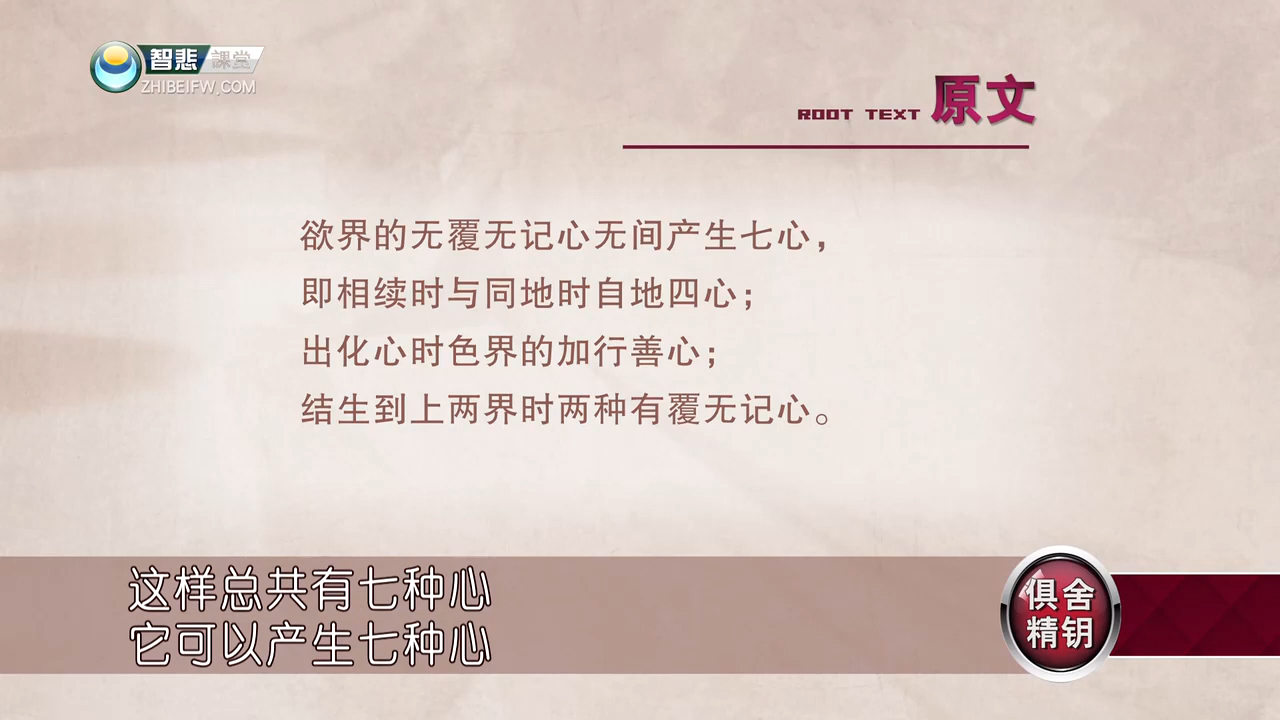 智悲課堂
ZHIBEIFW.COM
ROOT TEXT 原文
欲界的无覆无记心无间产生七心，
即相续时与同地时自地四心；
出化心时色界的加行善心；
结生到上两界时两种有覆无记心。
这样总共有七种心
它可以产生七种心
俱舍
精钥